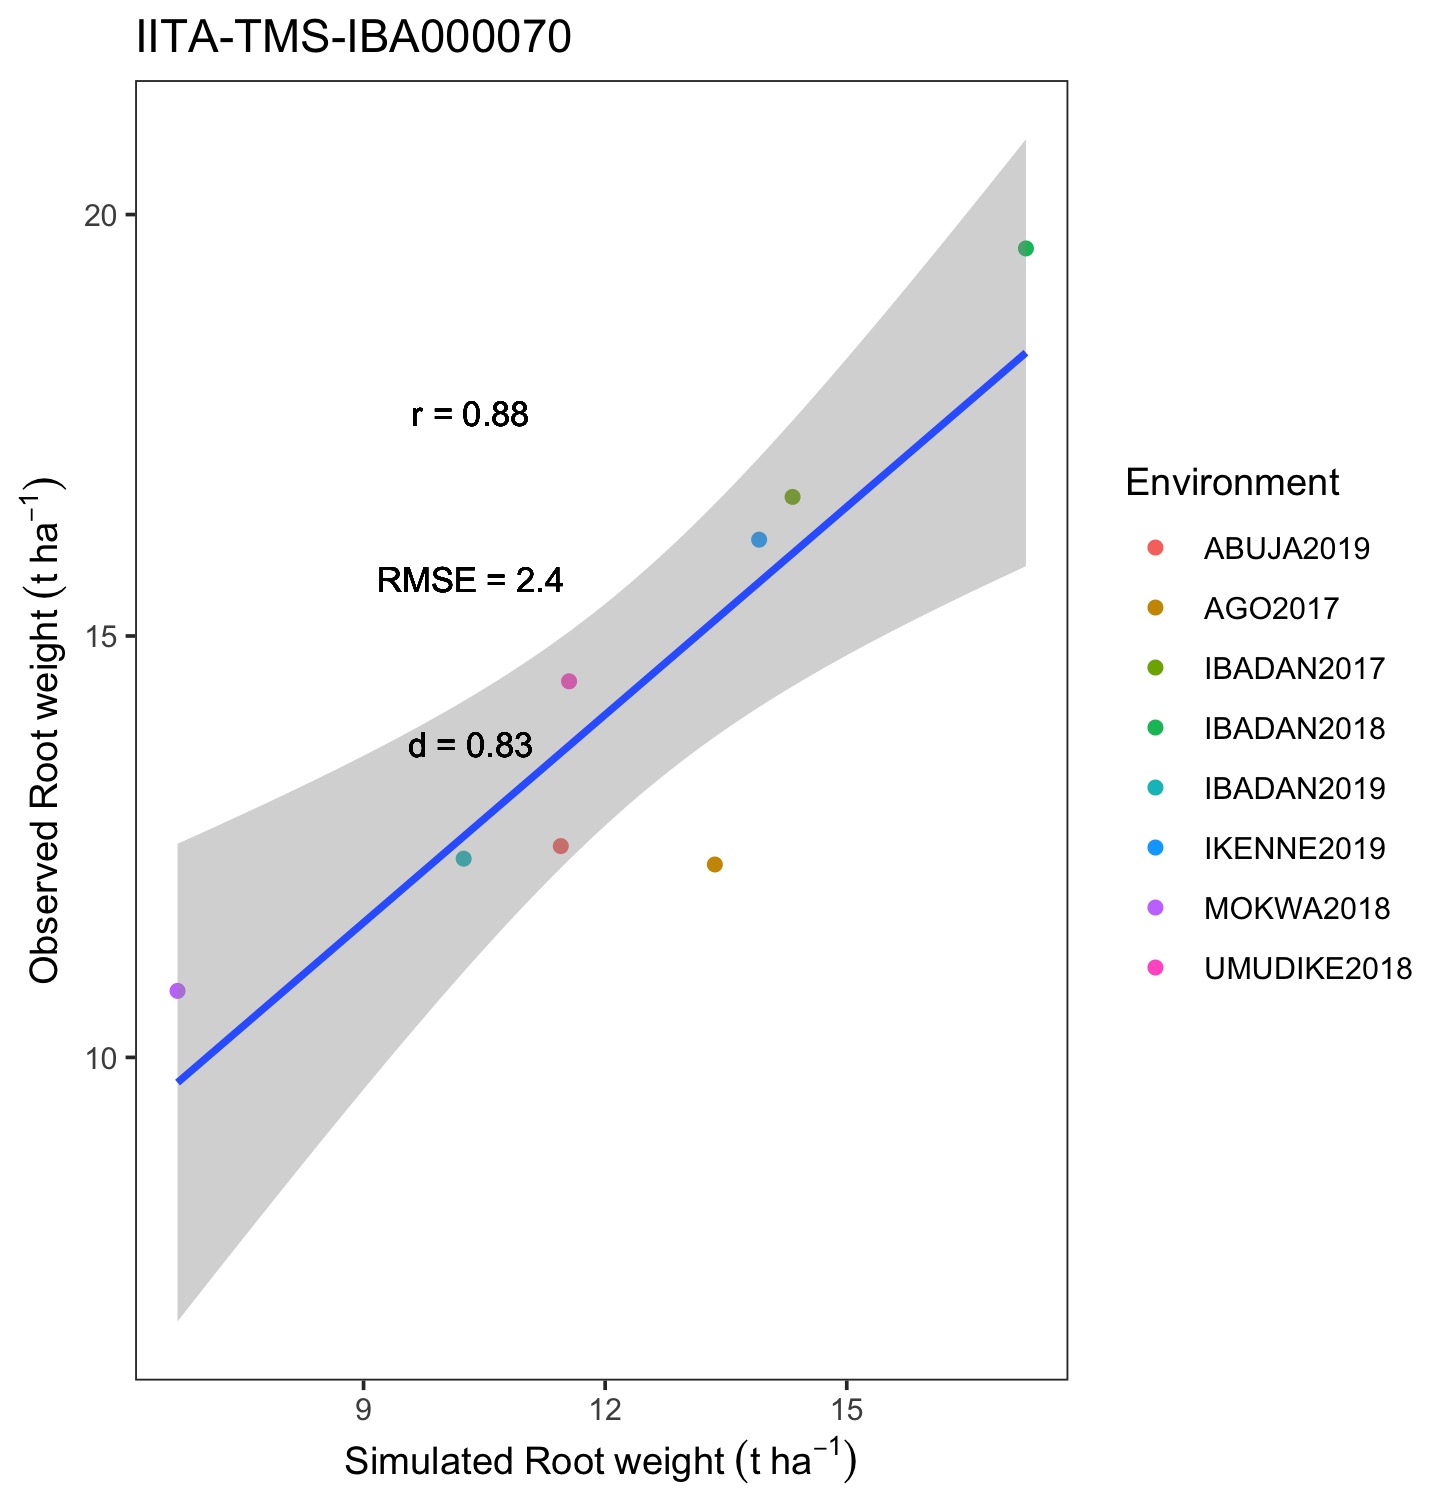 IITA-TMS-IBA000070
20
15
10
Observed Root weight (t ha⁻¹)
r = 0.88
RMSE = 2.4
d = 0.83
9
12
15
Simulated Root weight (t ha⁻¹)
Environment
ABUJA2019
AGO2017
IBADAN2017
IBADAN2018
IBADAN2019
IKENNE2019
MOKWA2018
UMUDIKE2018